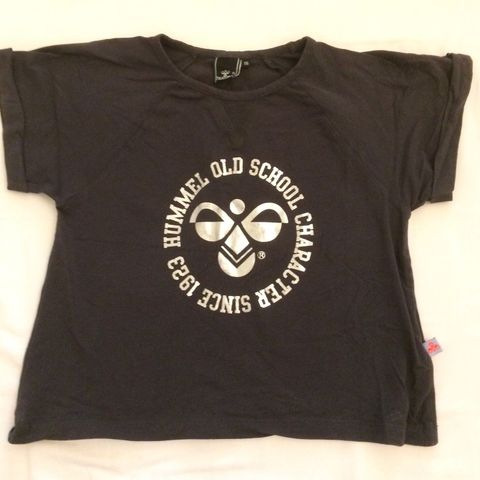 HUMMEL OLD SCHOOL CHARACTER SINCE 1923
®